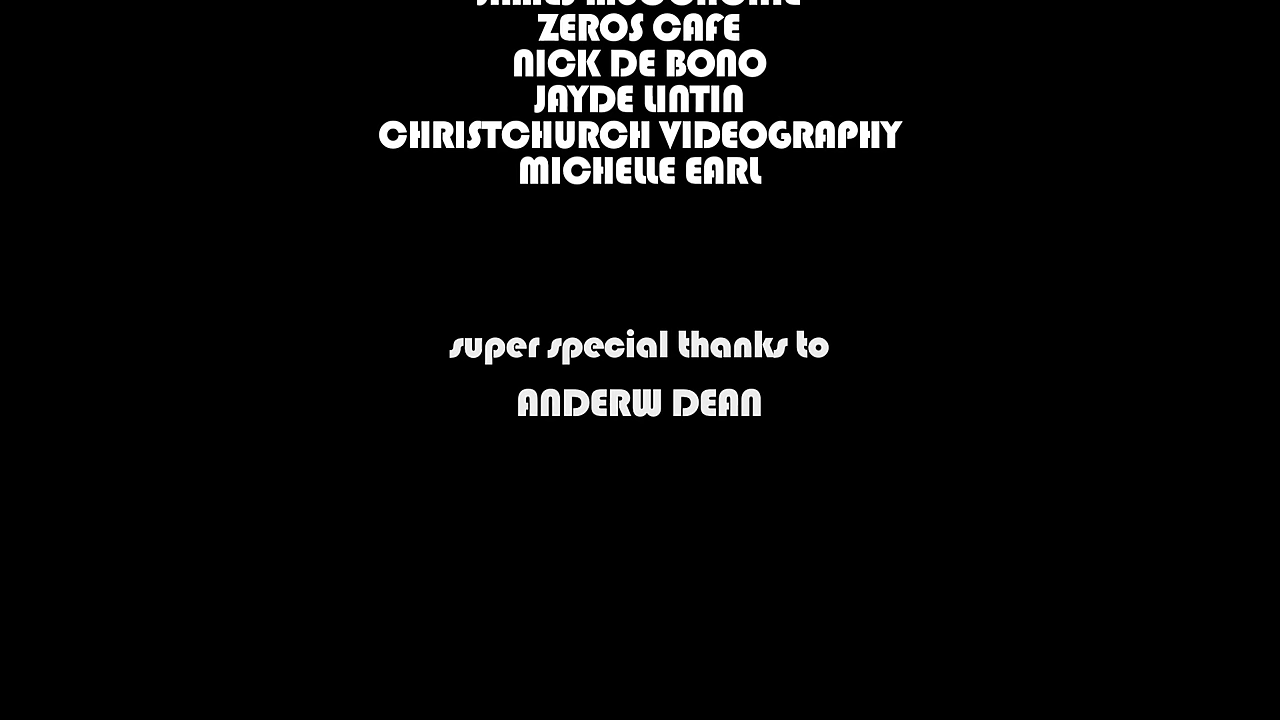 ZEROS CAFE
NICK DE BONO
JAYDE LINTIN
CHRISTCHURCH VIDEOGRAPHY
MICHELLE EARL
super special thanks to
ANDERW DEAN